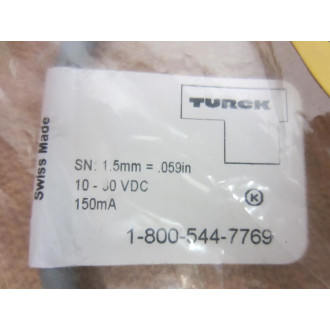 TURCK
Swiss Made
SN: 1.5mm = .059in
10 - 30 VDC
150mA
K
1-800-544-7769